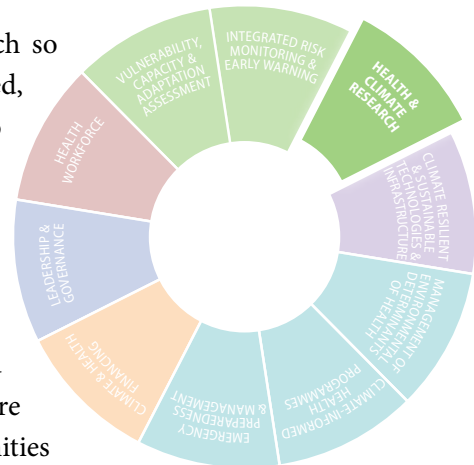 ch so
ed,
VULNERABILITY,
CAPACITY &
ADAPTATION
ASSESSMENT
INTEGRATED RISK
MONITORING &
EARLY WARNING
HEALTH &
CLIMATE
RESEARCH
CLIMATE RESILIENT
& SUSTAINABLE
TECHNOLOGIES &
INFRASTRUCTURE
MANAGEMENT OF
ENVIRONMENTAL
DETERMINANTS
OF HEALTH
CLIMATE-INFORMED
HEALTH
PROGRAMMES
EMERGENCY
PREPAREDNESS
& MANAGEMENT
CLIMATE & HEALTH
FINANCING
LEADERSHIP &
GOVERNANCE
HEALTH
WORKFORCE
re
ities